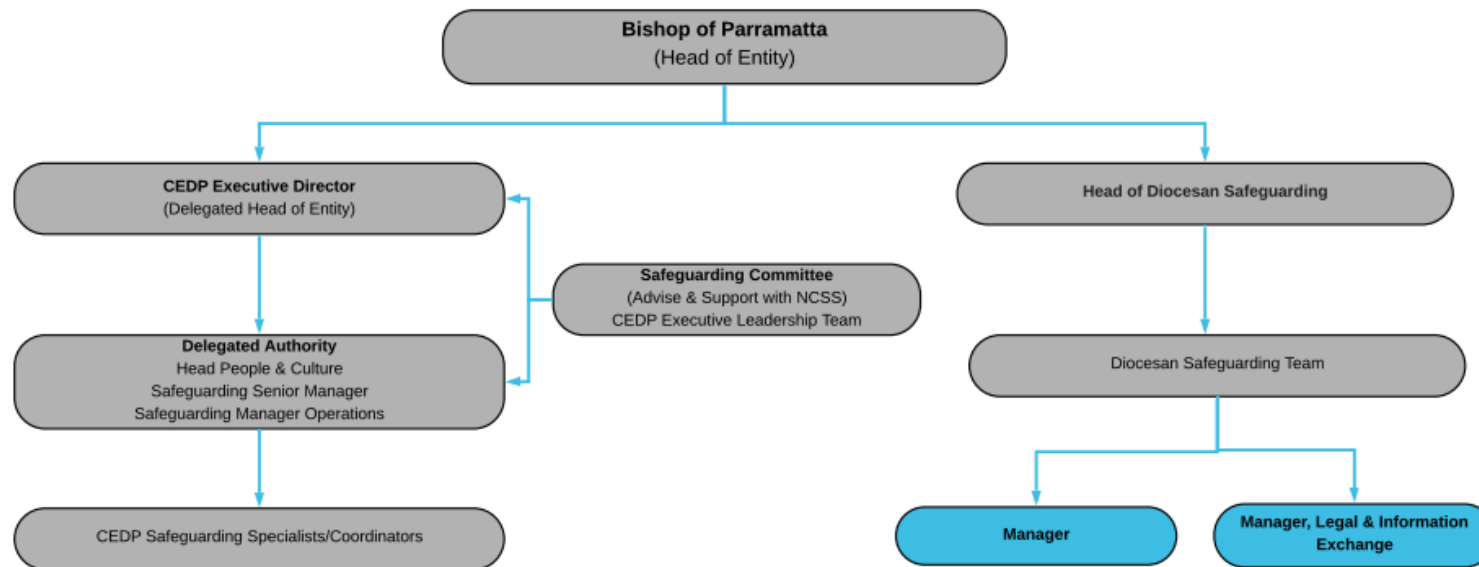 Bishop of Parramatta
(Head of Entity)
CEDP Executive Director
(Delegated Head of Entity)
Head of Diocesan Safeguarding
Safeguarding Committee
(Advise & Support with NCSS)
CEDP Executive Leadership Team
Delegated Authority
Head People & Culture
Safeguarding Senior Manager
Safeguarding Manager Operations
Diocesan Safeguarding Team
CEDP Safeguarding Specialists/Coordinators
Manager
Manager, Legal & Information
Exchange